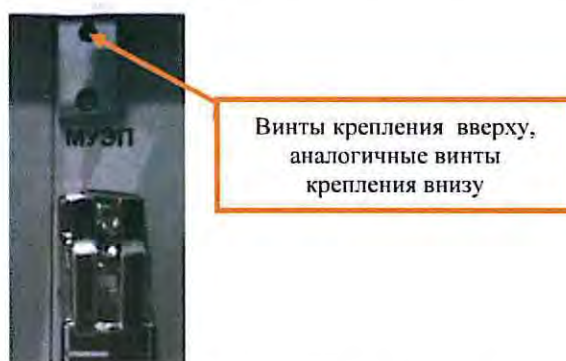 МУЭП
Винты крепления вверху,
аналогичные винты
крепления внизу